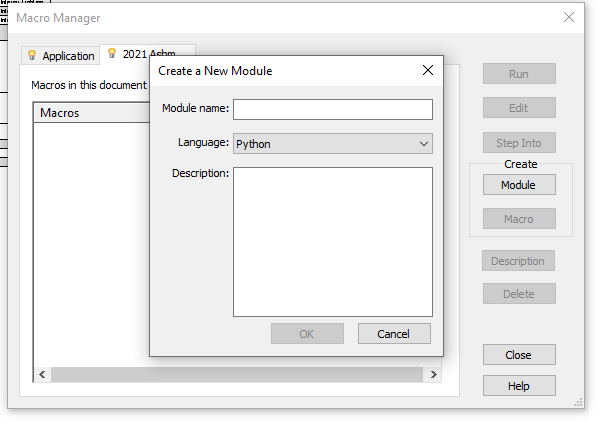 Macro Manager
Application
2021 Ashm
Macros in this document
Macros
Run
Edit
Step Into
Create
Module
Macro
Description
Delete
Close
Help
Create a New Module
Module name:
Language:
Python
Description:
OK
Cancel